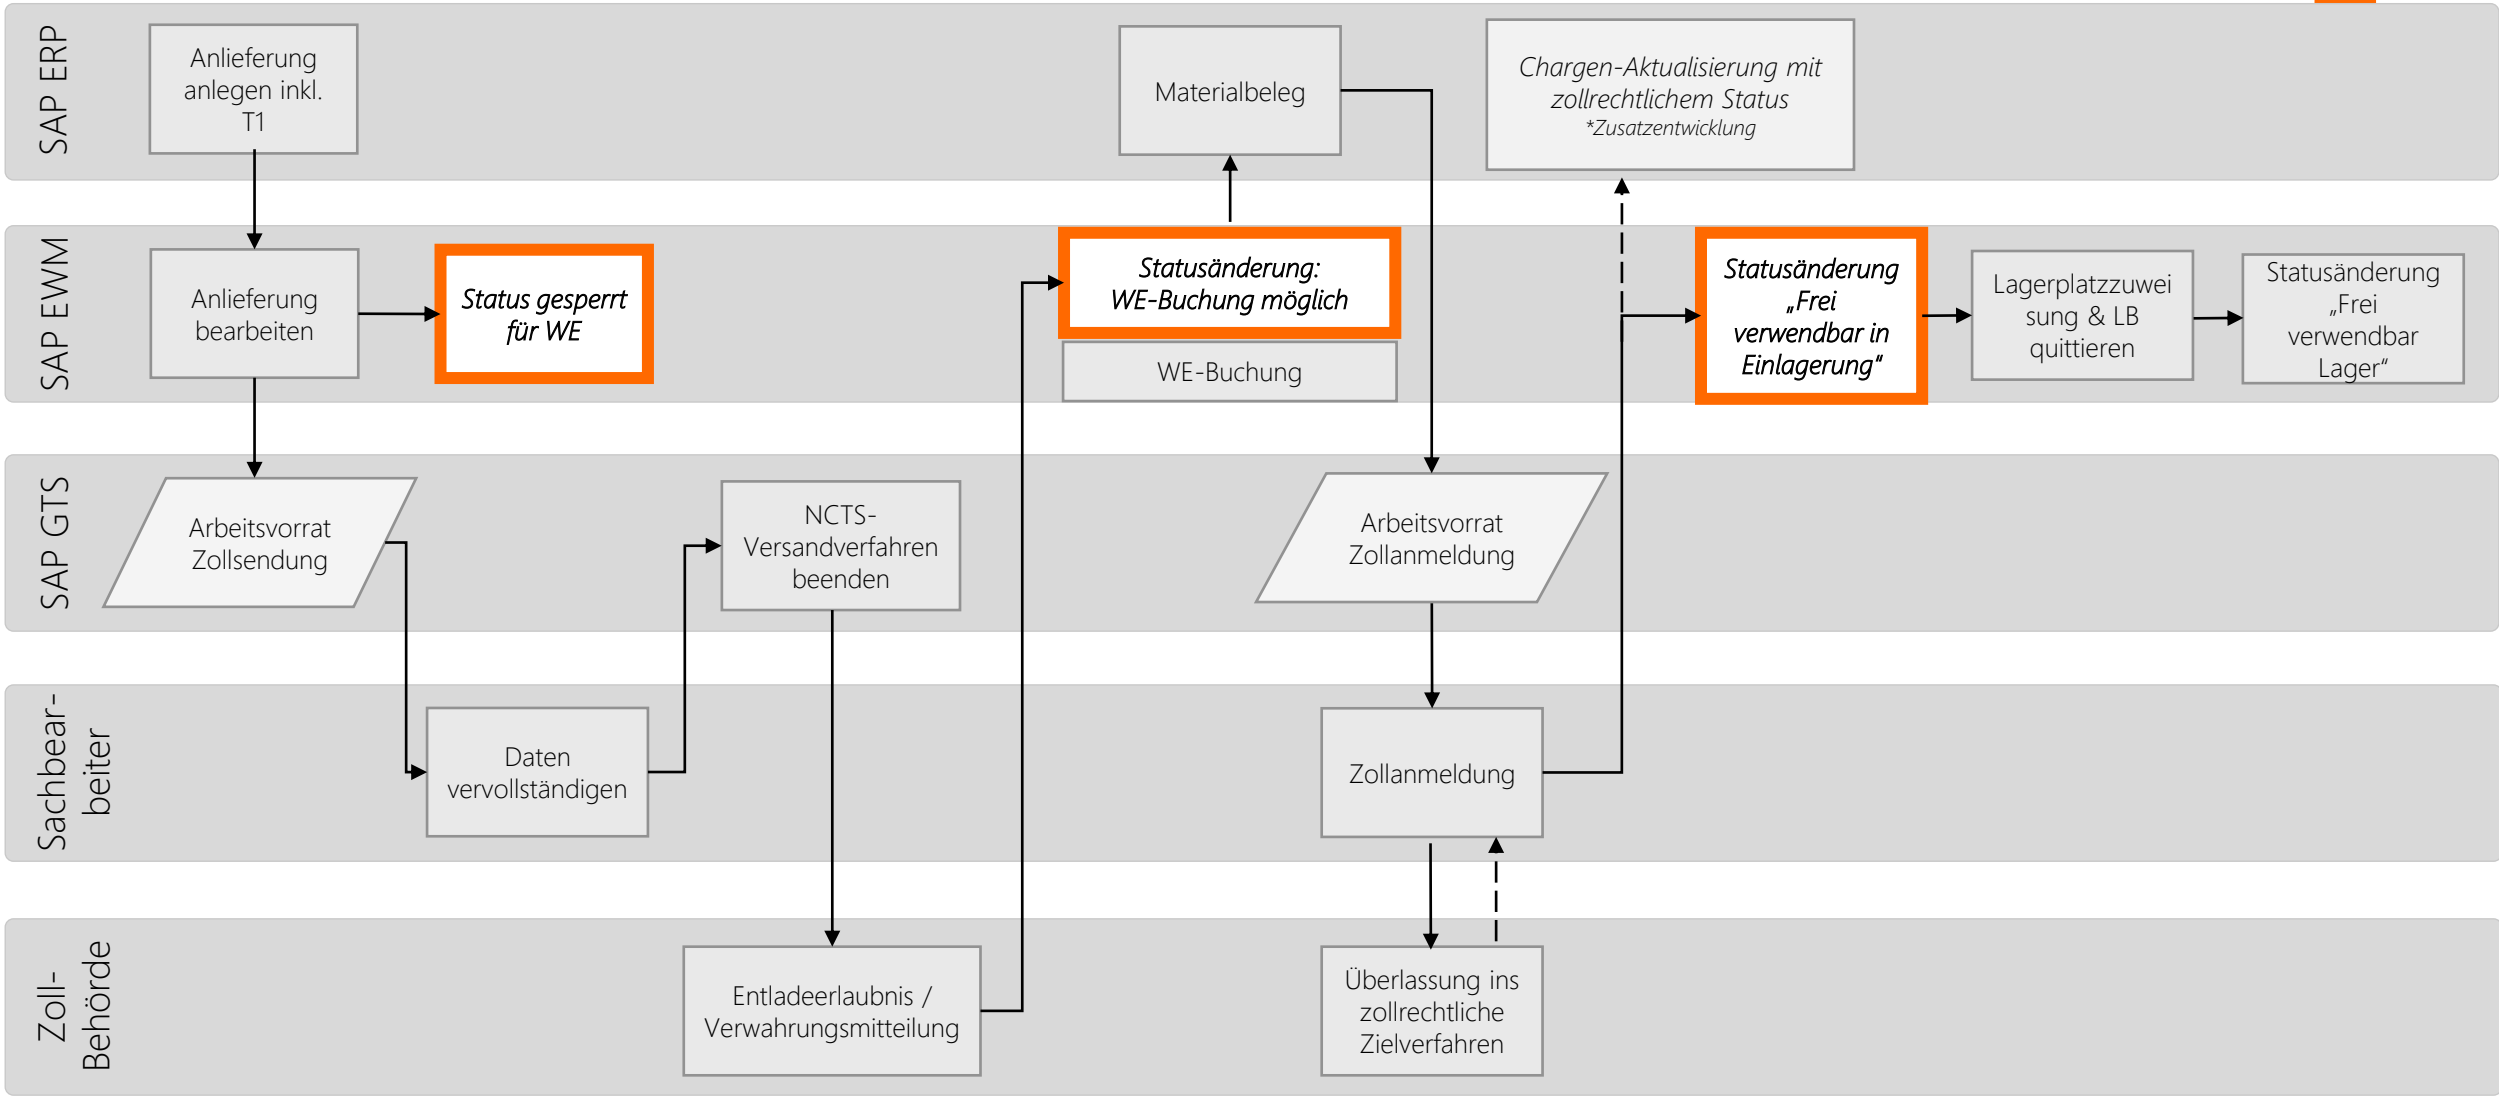 SAP ERP
Anlieferung
anlegen inkl.
T1
Materialbeleg
Chargen-Aktualisierung mit
zollrechtlichem Status
*Zusatzentwicklung
SAP EWM
Anlieferung
bearbeiten
Status gesperrt
für WE
Statusänderung:
WE-Buchung möglich
WE-Buchung
Statusänderung
„Frei
verwendbar in
Einlagerung“
Lagerplatzzuwei
sung & LB
quittieren
Statusänderung
„Frei
verwendbar
Lager“
SAP GTS
Arbeitsvorrat
Zollsendung
NCTS-
Versandverfahren
beenden
Arbeitsvorrat
Zollanmeldung
Sachbear-
beiter
Daten
vervollständigen
Zollanmeldung
Zoll-
Behörde
Entladeerlaubnis /
Verwahrungsmitteilung
Überlassung ins
zollrechtliche
Zielverfahren